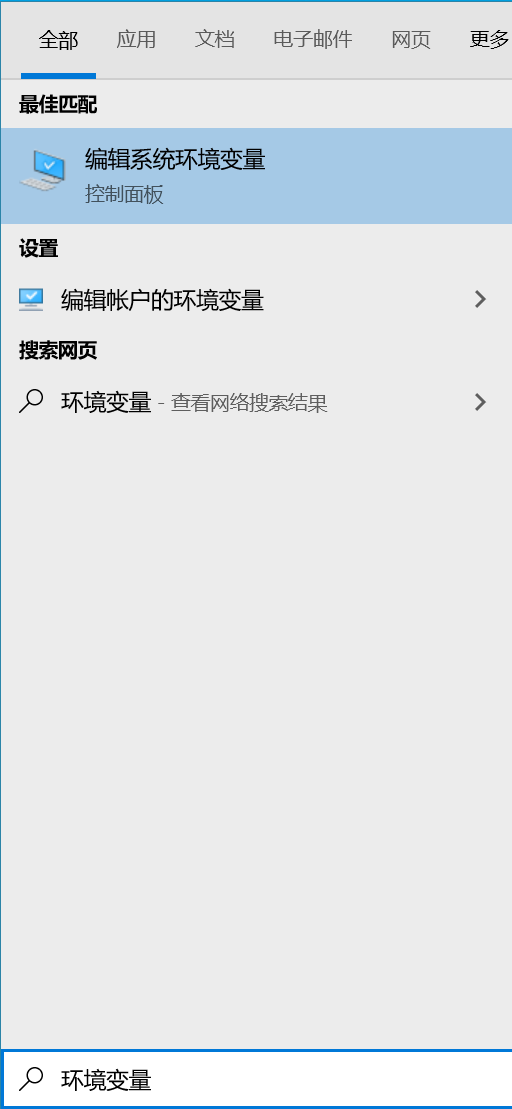 全部 应用 文档 电子邮件 网页 更多
最佳匹配
编辑系统环境变量
控制面板
设置
编辑帐户的环境变量
搜索网页
环境变量 - 查看网络搜索结果
环境变量